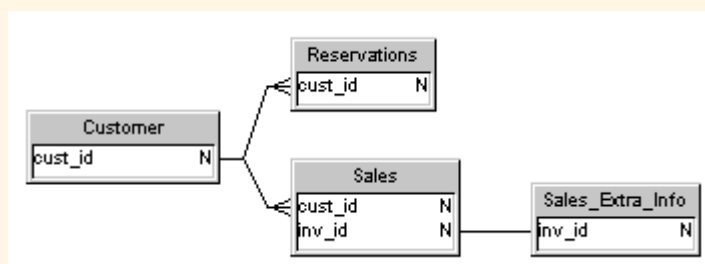 Reservations
cust_id N
Customer
cust_id N
Sales
cust_id N
inv_id N
Sales_Extra_Info
inv_id N